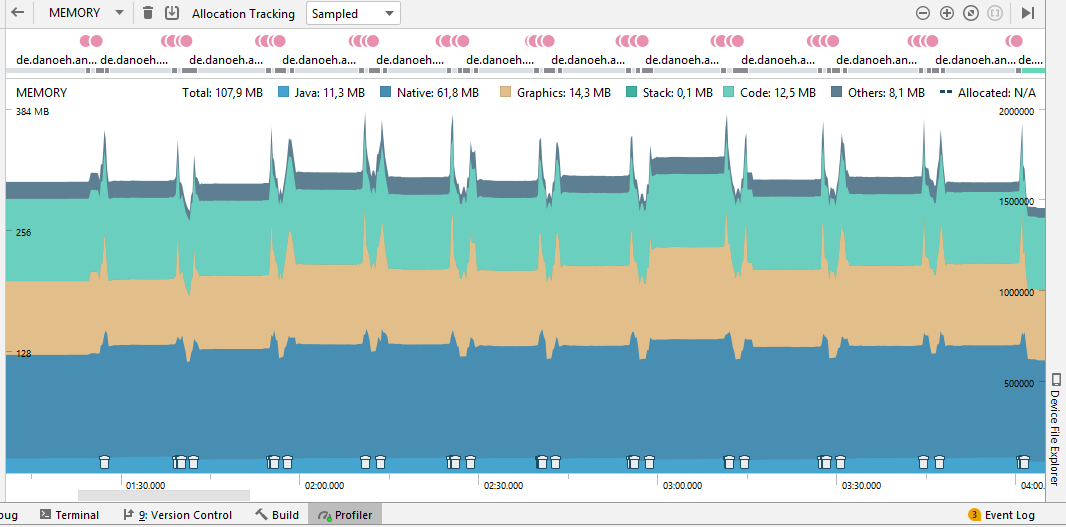 MEMORY Allocation Tracking Sampled
de.danoeh.an... de.danoeh.... de.danoeh.a... de.danoeh.a... de.danoeh.... de.danoeh.a... de.danoeh.a... de.danoeh.a... de.danoeh.... de.danoeh.a... de.danoeh.an... de....
MEMORY Total: 107,9 MB Java: 11,3 MB Native: 61,8 MB Graphics: 14,3 MB Stack: 0,1 MB Code: 12,5 MB Others: 8,1 MB Allocated: N/A
384 MB 2000000
1500000
256
1000000
128
500000
Device File Explorer
01:30.000 02:00.000 02:30.000 03:00.000 03:30.000 04:00.
bug Terminal 9: Version Control Build Profiler 3 Event Log